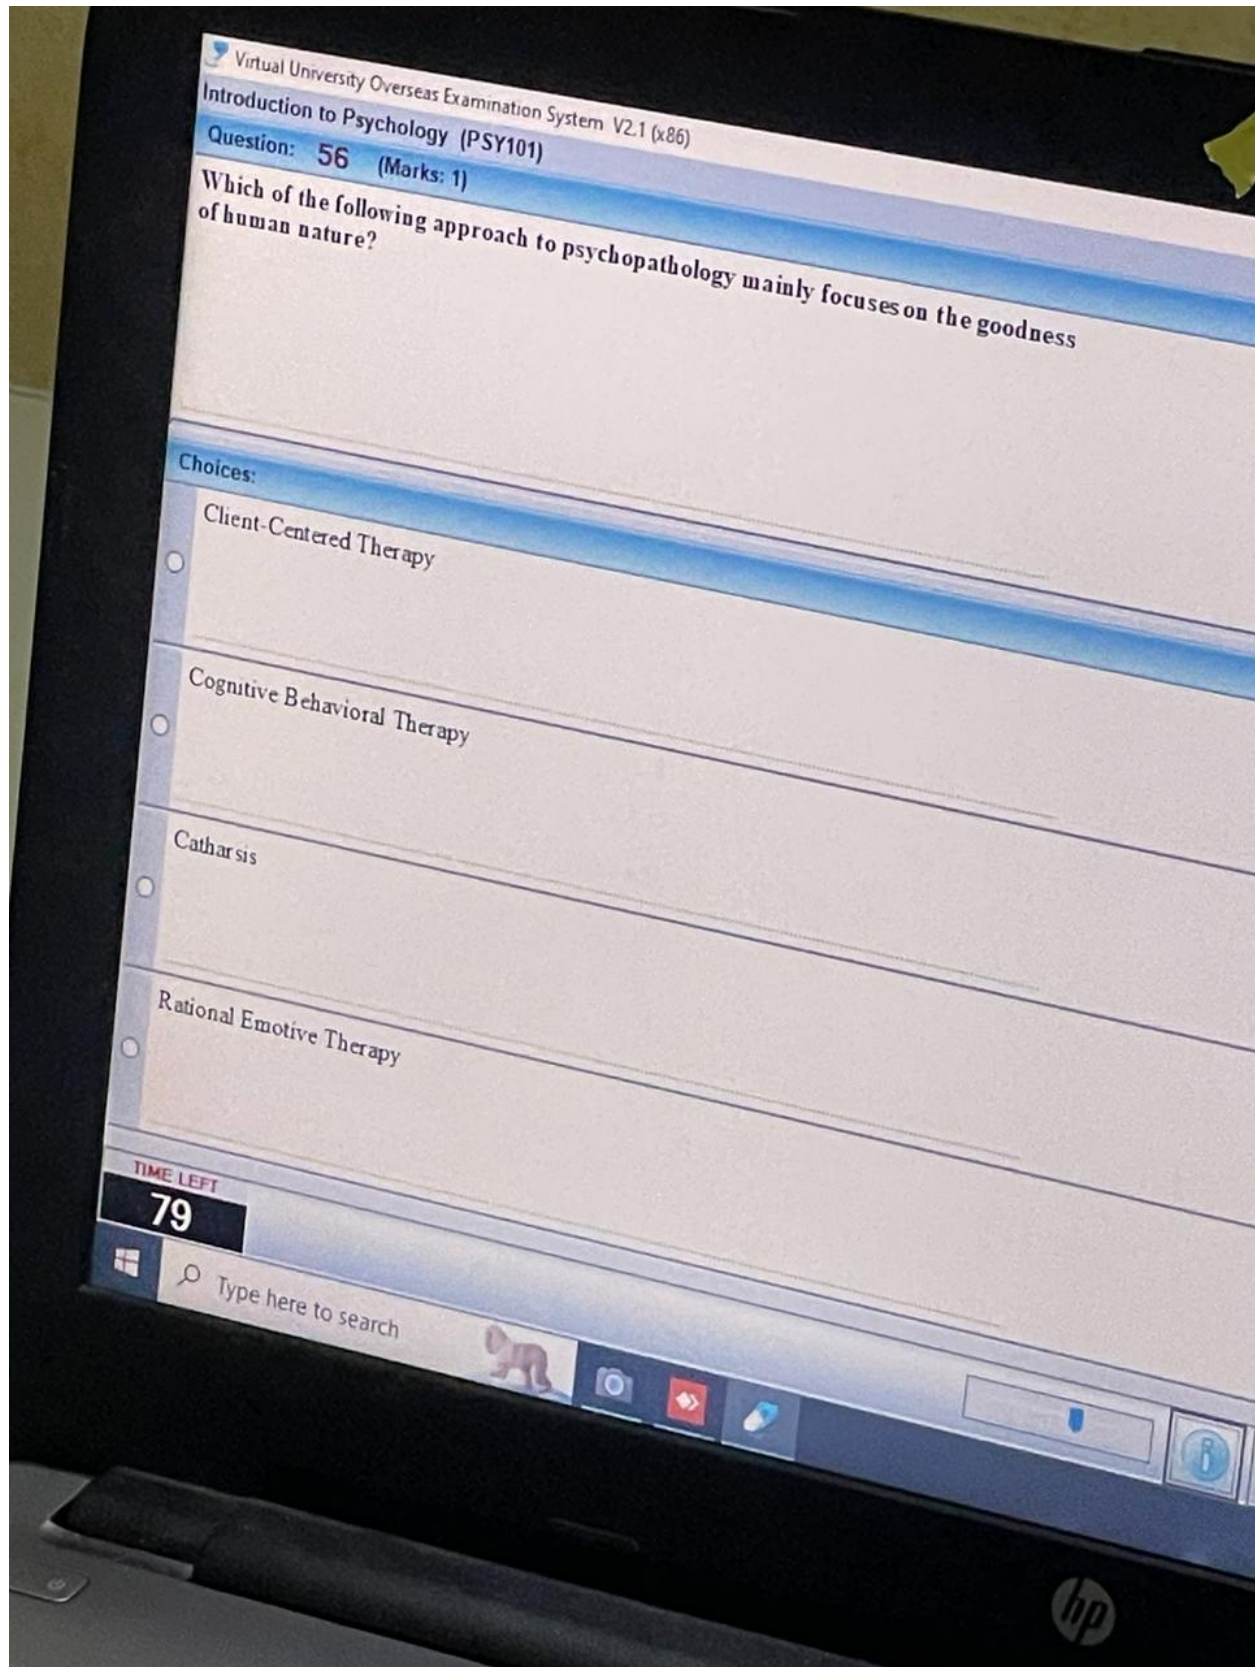 Virtual University Overseas Examination System V2.1 (x86)
Introduction to Psychology (PSY101)
Question: 56 (Marks: 1)
Which of the following approach to psychopathology mainly focuses on the goodness
of human nature?
Choices:
Client-Centered Therapy
Cognitive Behavioral Therapy
Catharsis
Rational Emotive Therapy
TIME LEFT
79
Type here to search
hp